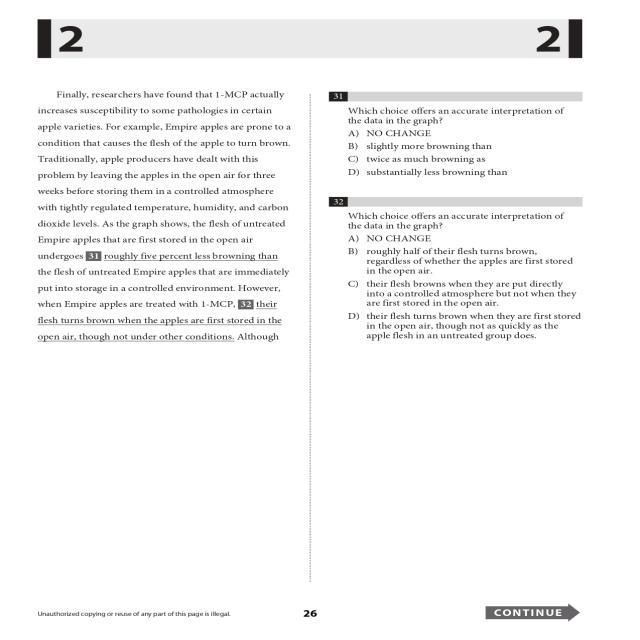 2
2
Finally, researchers have found that 1-MCP actually
increases susceptibility to some pathologies in certain
apple varieties. For example, Empire apples are prone to a
condition that causes the flesh of the apple to turn brown.
Traditionally, apple producers have dealt with this
problem by leaving the apples in the open air for three
weeks before storing them in a controlled atmosphere
with tightly regulated temperature, humidity, and carbon
dioxide levels. As the graph shows, the flesh of untreated
Empire apples that are first stored in the open air
undergoes 31 roughly five percent less browning than
the flesh of untreated Empire apples that are immediately
put into storage in a controlled environment. However,
when Empire apples are treated with 1-MCP, 32 their
flesh turns brown when the apples are first stored in the
open air, though not under other conditions. Although
31
Which choice offers an accurate interpretation of
the data in the graph?
A) NO CHANGE
B) slightly more browning than
C) twice as much browning as
D) substantially less browning than
32
Which choice offers an accurate interpretation of
the data in the graph?
A) NO CHANGE
B) roughly half of their flesh turns brown,
regardless of whether the apples are first stored
in the open air.
C) their flesh browns when they are put directly
into a controlled atmosphere but not when they
are first stored in the open air.
D) their flesh turns brown when they are first stored
in the open air, though not as quickly as the
apple flesh in an untreated group does.
Unauthorized copying or reuse of any part of this page is illegal.
26
CONTINUE